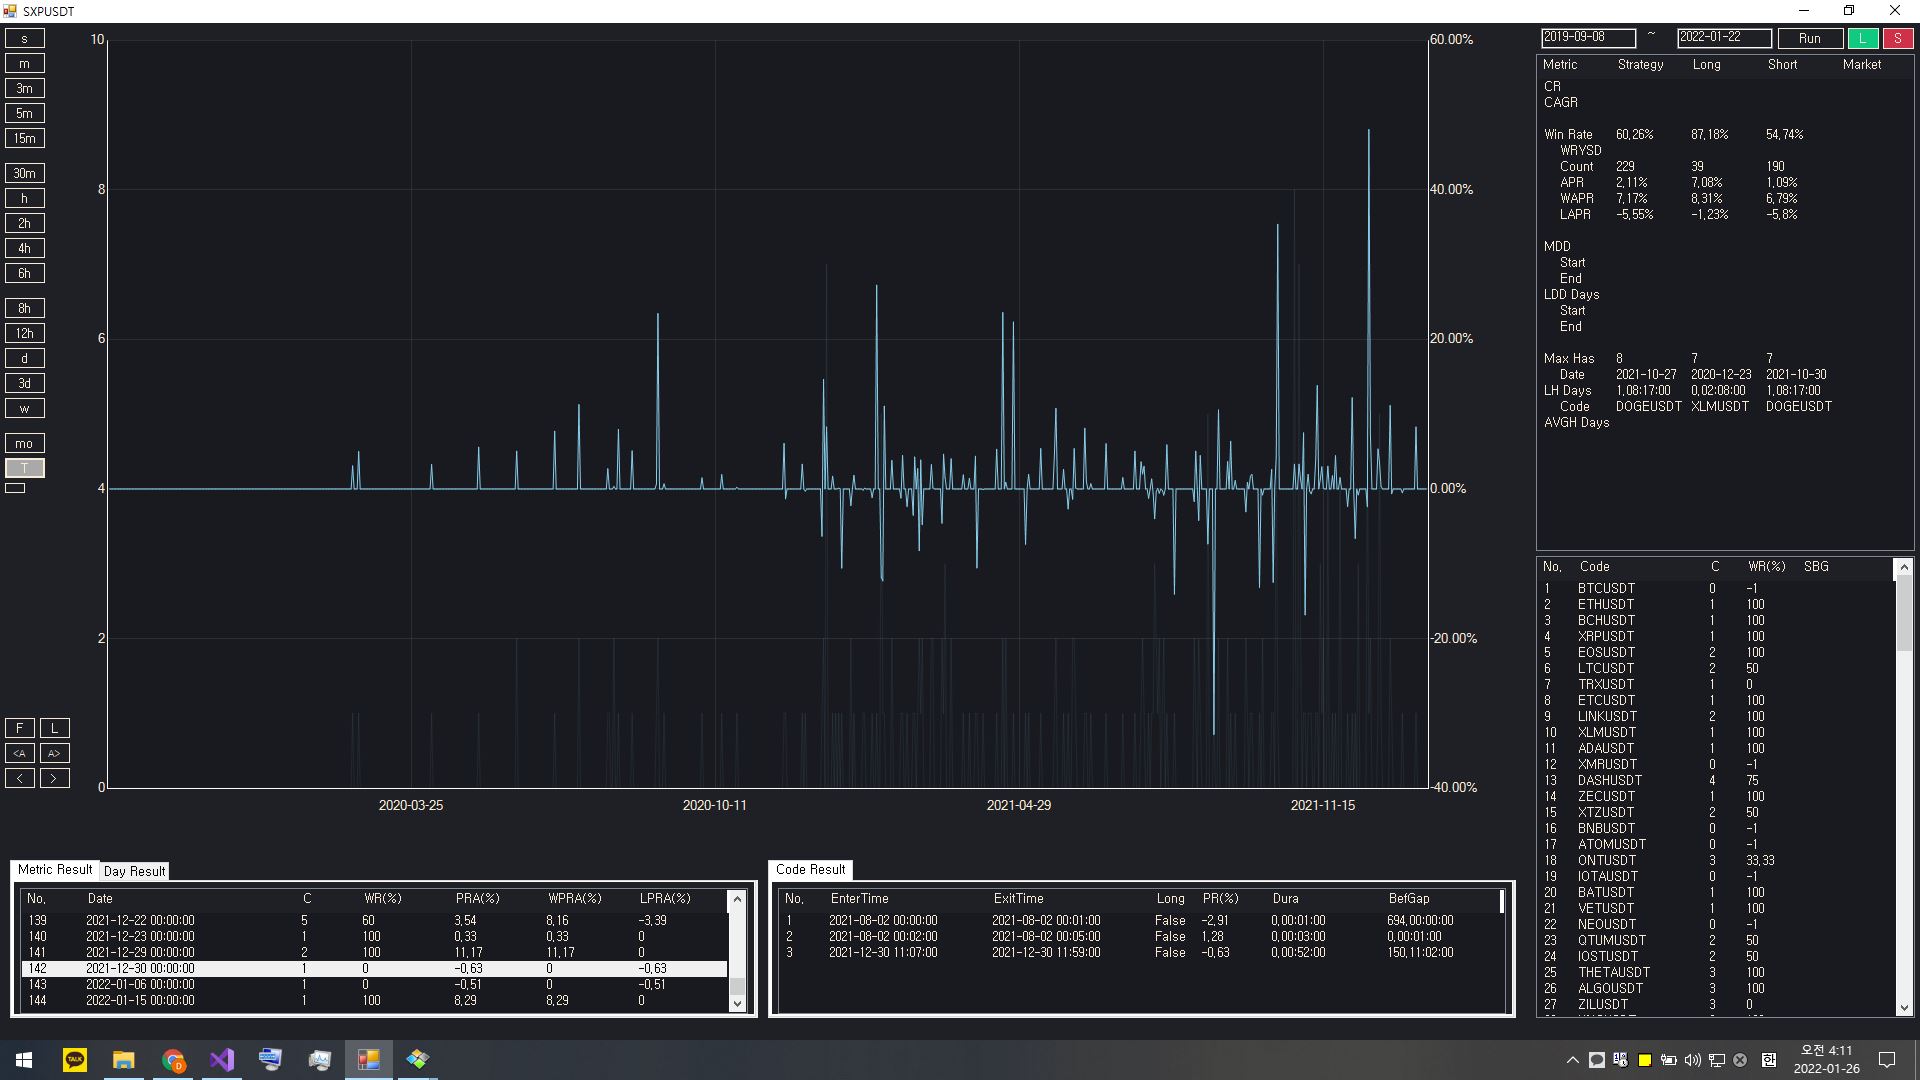 SXPUSDT
s
m
3m
5m
15m
30m
h
2h
4h
6h
8h
12h
d
3d
w
mo
T
F L
<A A>
< >
10
8
6
4
2
0
60.00%
40.00%
20.00%
0.00%
-20.00%
-40.00%
2020-03-25 2020-10-11 2021-04-29 2021-11-15
2019-09-08 ~ 2022-01-22 Run L S
Metric Strategy Long Short Market
CR
CAGR
Win Rate 60,26% 87,18% 54,74%
WRYSD
Count 229 39 190
APR 2,11% 7,08% 1,09%
WAPR 7,17% 8,31% 6,79%
LAPR -5,55% -1,23% -5,8%
MDD
Start
End
LDD Days
Start
End
Max Has 8 7 7
Date 2021-10-27 2020-12-23 2021-10-30
LH Days 1,08:17:00 0,02:08:00 1,08:17:00
Code DOGEUSDT XLMUSDT DOGEUSDT
AVGH Days
No. Code C WR(%) SBG
1 BTCUSDT 0 -1
2 ETHUSDT 1 100
3 BCHUSDT 1 100
4 XRPUSDT 1 100
5 EOSUSDT 2 100
6 LTCUSDT 2 50
7 TRXUSDT 1 0
8 ETCUSDT 1 100
9 LINKUSDT 2 100
10 XLMUSDT 1 100
11 ADAUSDT 1 100
12 XMRUSDT 0 -1
13 DASHUSDT 4 75
14 ZECUSDT 1 100
15 XTZUSDT 2 50
16 BNBUSDT 0 -1
17 ATOMUSDT 0 -1
18 ONTUSDT 3 33,33
19 IOTAUSDT 0 -1
20 BATUSDT 1 100
21 VETUSDT 1 100
22 NEOUSDT 0 -1
23 QTUMUSDT 2 50
24 IOSTUSDT 2 50
25 THETAUSDT 3 100
26 ALGOUSDT 3 100
27 ZILUSDT 3 0
Metric Result Day Result
No. Date C WR(%) PRA(%) WPRA(%) LPRA(%)
139 2021-12-22 00:00:00 5 60 3,54 8,16 -3,39
140 2021-12-23 00:00:00 1 100 0,33 0,33 0
141 2021-12-29 00:00:00 2 100 11,17 11,17 0
142 2021-12-30 00:00:00 1 0 -0,63 0 -0,63
143 2022-01-06 00:00:00 1 0 -0,51 0 -0,51
144 2022-01-15 00:00:00 1 100 8,29 8,29 0
Code Result
No. EnterTime ExitTime Long PR(%) Dura BefGap
1 2021-08-02 00:00:00 2021-08-02 00:01:00 False -2,91 0,00:01:00 694,00:00:00
2 2021-08-02 00:02:00 2021-08-02 00:05:00 False 1,28 0,00:03:00 0,00:01:00
3 2021-12-30 11:07:00 2021-12-30 11:59:00 False -0,63 0,00:52:00 150,11:02:00
TALK
D
한
오전 4:11
2022-01-26